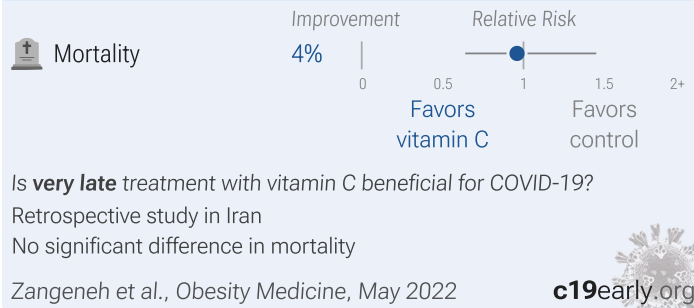 Improvement Relative Risk
Mortality 4%
0 0.5 1 1.5 2+
Favors Favors
vitamin C control
Is very late treatment with vitamin C beneficial for COVID-19?
Retrospective study in Iran
No significant difference in mortality
Zangeneh et al., Obesity Medicine, May 2022 c19early.org